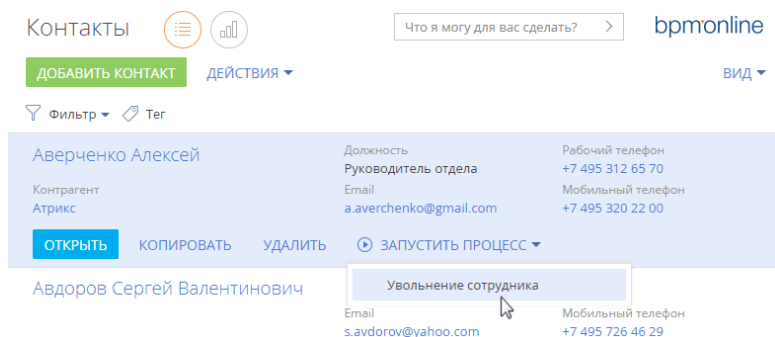 Контакты Что я могу для вас сделать? bpm'online
ДОБАВИТЬ КОНТАКТ ДЕЙСТВИЯ ВИД
Фильтр Тег
Аверченко Алексей Должность Рабочий телефон
Руководитель отдела +7 495 312 65 70
Контрагент Email Мобильный телефон
Атрикс a.averchenko@gmail.com +7 495 320 22 00
ОТКРЫТЬ КОПИРОВАТЬ УДАЛИТЬ ЗАПУСТИТЬ ПРОЦЕСС
Увольнение сотрудника
Авдоров Сергей Валентинович
Email Мобильный телефон
s.avdorov@yahoo.com +7 495 726 46 29